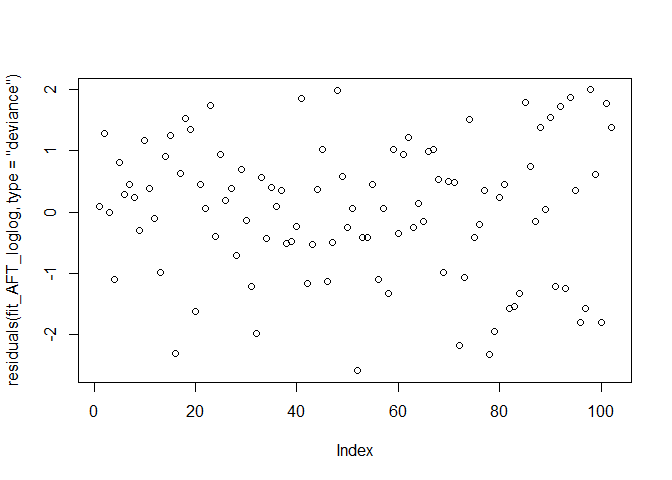 residuals(fit_AFT_loglog, type = "deviance")
2
1
0
-1
-2
0 20 40 60 80 100
Index